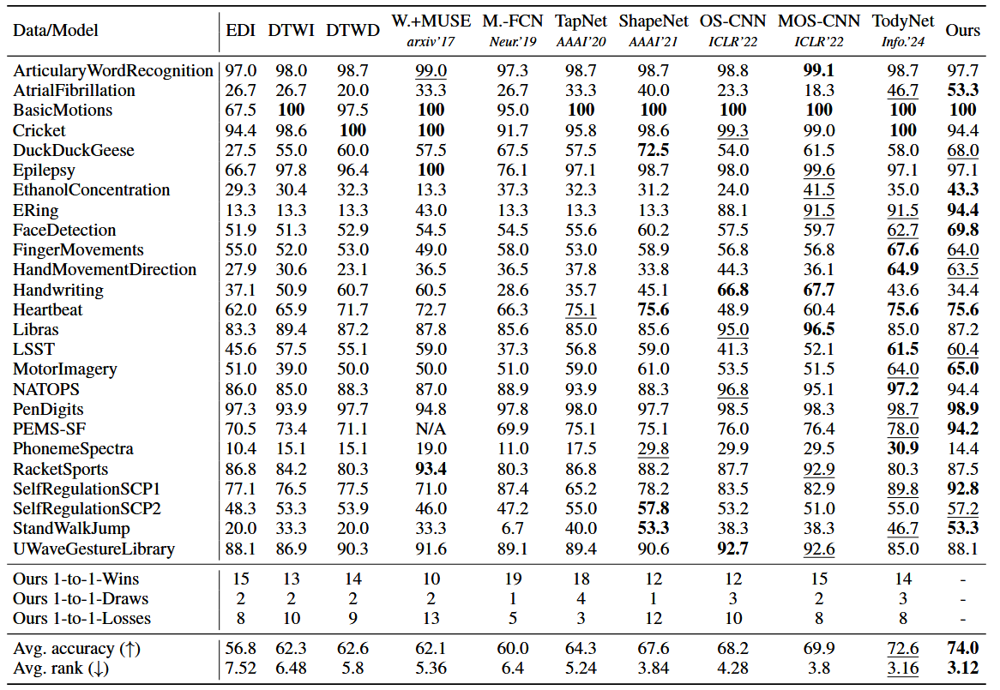 Data/Model EDI DTWI DTWD W.+MUSE arxiv'17 M.-FCN Neur.'19 TapNet AAAI'20 ShapeNet AAAI'21 OS-CNN ICLR'22 MOS-CNN ICLR'22 TodyNet Info.'24 Ours
ArticularyWordRecognition 97.0 98.0 98.7 99.0 97.3 98.7 98.7 98.8 99.1 98.7 97.7
AtrialFibrillation 26.7 26.7 20.0 33.3 26.7 33.3 40.0 23.3 18.3 46.7 53.3
BasicMotions 67.5 100 97.5 100 95.0 100 100 100 100 100 100
Cricket 94.4 98.6 100 100 91.7 95.8 98.6 99.3 99.0 100 94.4
DuckDuckGeese 27.5 55.0 60.0 57.5 67.5 57.5 72.5 54.0 61.5 58.0 68.0
Epilepsy 66.7 97.8 96.4 100 76.1 97.1 98.7 98.0 99.6 97.1 97.1
EthanolConcentration 29.3 30.4 32.3 13.3 37.3 32.3 31.2 24.0 41.5 35.0 43.3
ERing 13.3 13.3 13.3 43.0 13.3 13.3 13.3 88.1 91.5 91.5 94.4
FaceDetection 51.9 51.3 52.9 54.5 54.5 55.6 60.2 57.5 59.7 62.7 69.8
FingerMovements 55.0 52.0 53.0 49.0 58.0 53.0 58.9 56.8 56.8 67.6 64.0
HandMovementDirection 27.9 30.6 23.1 36.5 36.5 37.8 33.8 44.3 36.1 64.9 63.5
Handwriting 37.1 50.9 60.7 60.5 28.6 35.7 45.1 66.8 67.7 43.6 34.4
Heartbeat 62.0 65.9 71.7 72.7 66.3 75.1 75.6 48.9 60.4 75.6 75.6
Libras 83.3 89.4 87.2 87.8 85.6 85.0 85.6 95.0 96.5 85.0 87.2
LSST 45.6 57.5 55.1 59.0 37.3 56.8 59.0 41.3 52.1 61.5 60.4
MotorImagery 51.0 39.0 50.0 50.0 51.0 59.0 61.0 53.5 51.5 64.0 65.0
NATOPS 86.0 85.0 88.3 87.0 88.9 93.9 88.3 96.8 95.1 97.2 94.4
PenDigits 97.3 93.9 97.7 94.8 97.8 98.0 97.7 98.5 98.3 98.7 98.9
PEMS-SF 70.5 73.4 71.1 N/A 69.9 75.1 75.1 76.0 76.4 78.0 94.2
PhonemeSpectra 10.4 15.1 15.1 19.0 11.0 17.5 29.8 29.9 29.5 30.9 14.4
RacketSports 86.8 84.2 80.3 93.4 80.3 86.8 88.2 87.7 92.9 80.3 87.5
SelfRegulationSCP1 77.1 76.5 77.5 71.0 87.4 65.2 78.2 83.5 82.9 89.8 92.8
SelfRegulationSCP2 48.3 53.3 53.9 46.0 47.2 55.0 57.8 53.2 51.0 55.0 57.2
StandWalkJump 20.0 33.3 20.0 33.3 6.7 40.0 53.3 38.3 38.3 46.7 53.3
UWaveGestureLibrary 88.1 86.9 90.3 91.6 89.1 89.4 90.6 92.7 92.6 85.0 88.1
Ours 1-to-1-Wins 15 13 14 10 19 18 12 12 15 14 -
Ours 1-to-1-Draws 2 2 2 2 1 4 1 3 2 3 -
Ours 1-to-1-Losses 8 10 9 13 5 3 12 10 8 8 -
Avg. accuracy (↑) 56.8 62.3 62.6 62.1 60.0 64.3 67.6 68.2 69.9 72.6 74.0
Avg. rank (↓) 7.52 6.48 5.8 5.36 6.4 5.24 3.84 4.28 3.8 3.16 3.12